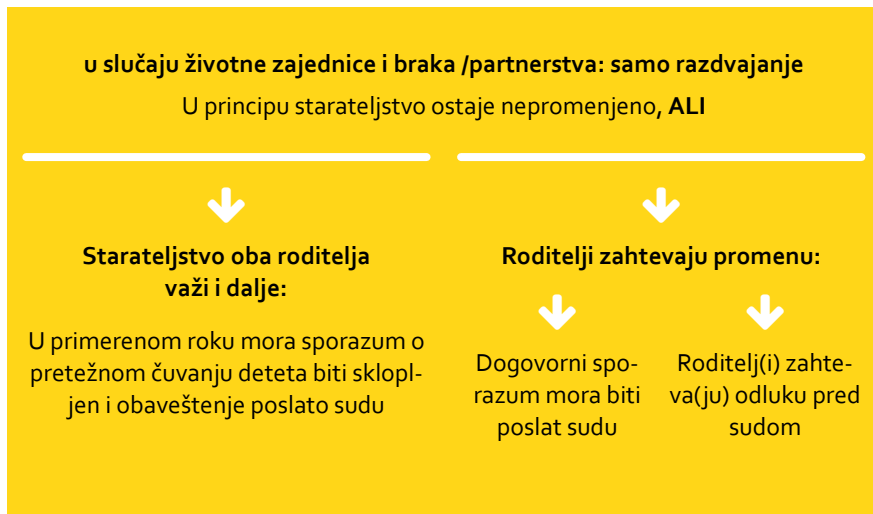 u slučaju životne zajednice i braka /partnerstva: samo razdvajanje
U principu starateljstvo ostaje nepromenjeno, ALI
Starateljstvo oba roditelja
važi i dalje:
U primerenom roku mora sporazum o
pretežnom čuvanju deteta biti sklopl-
jen i obaveštenje poslato sudu
Roditelji zahtevaju promenu:
Dogovorni spo-
razum mora biti
poslat sudu
Roditelj(i) zahte-
va(ju) odluku pred
sudom